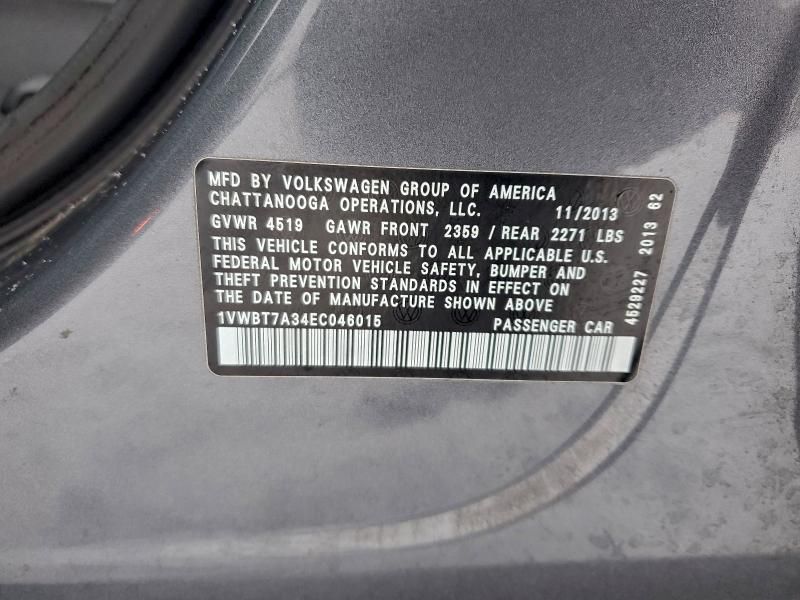 MFD BY VOLKSWAGEN GROUP OF AMERICA
CHATTANOOGA OPERATIONS, LLC. 11/2013
GVWR 4519 GAWR FRONT 2359 / REAR 2271 LBS
THIS VEHICLE CONFORMS TO ALL APPLICABLE U.S.
FEDERAL MOTOR VEHICLE SAFETY, BUMPER AND
THEFT PREVENTION STANDARDS IN EFFECT ON
THE DATE OF MANUFACTURE SHOWN ABOVE
1VWBT7A34EC046015 PASSENGER CAR
4529227 2013 62